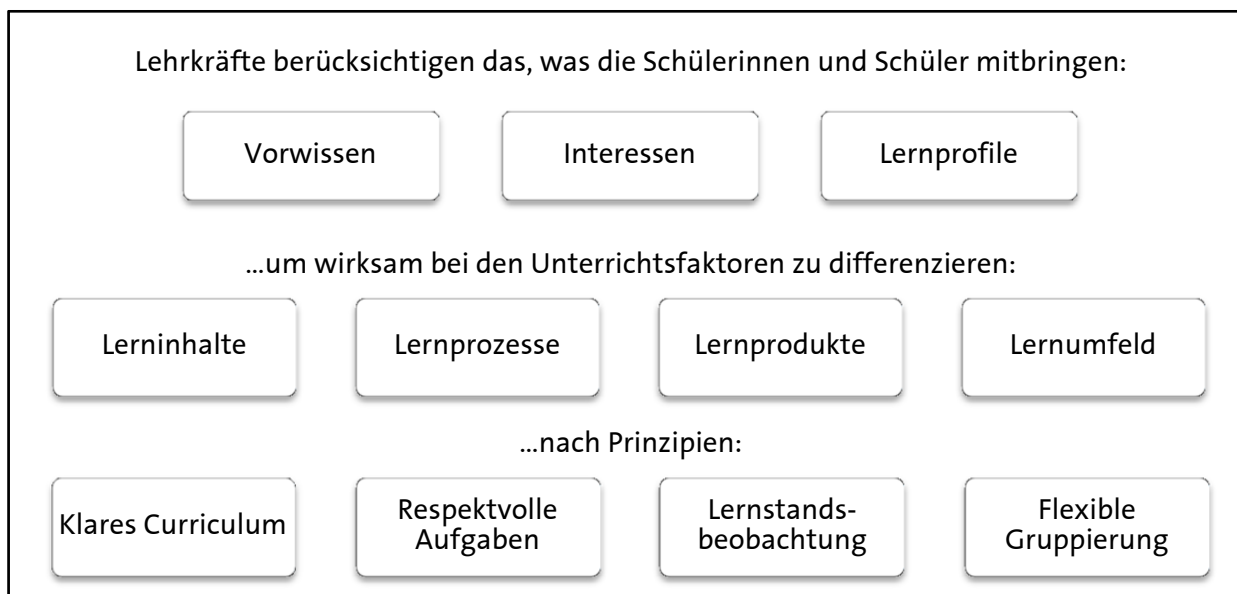 Lehrkräfte berücksichtigen das, was die Schülerinnen und Schüler mitbringen:
Vorwissen
Interessen
Lernprofile
...um wirksam bei den Unterrichtsfaktoren zu differenzieren:
Lerninhalte
Lernprozesse
Lernprodukte
Lernumfeld
...nach Prinzipien:
Klares Curriculum
Respektvolle
Aufgaben
Lernstands-
beobachtung
Flexible
Gruppierung